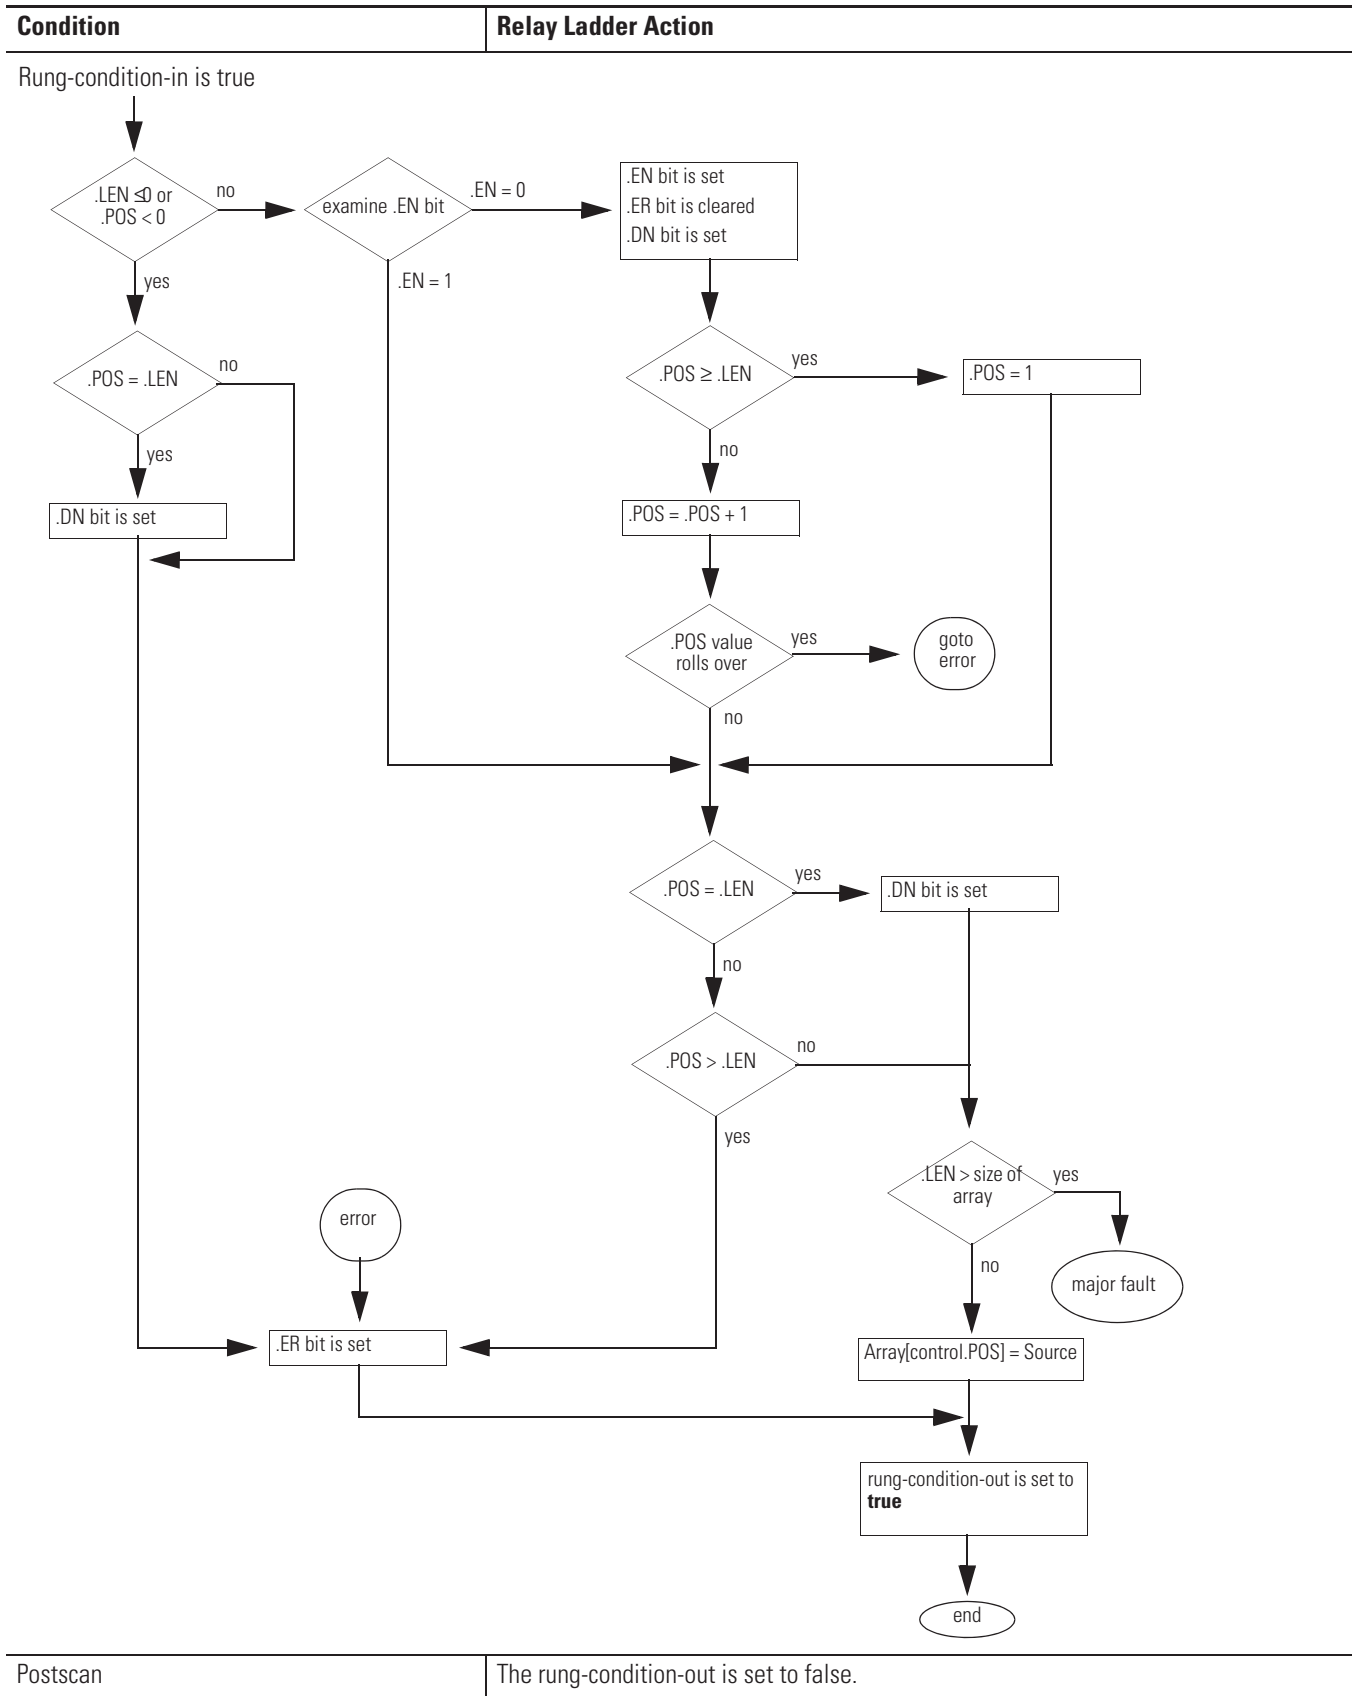 Condition
Relay Ladder Action
Rung-condition-in is true
.LEN ≤0 or
.POS < 0
no
yes
examine .EN bit
.EN = 0
.EN = 1
.EN bit is set
.ER bit is cleared
.DN bit is set
.POS = .LEN
no
yes
.DN bit is set
.POS ≥ .LEN
yes
no
.POS = 1
.POS = .POS + 1
.POS value
rolls over
yes
no
goto
error
.POS = .LEN
yes
no
.DN bit is set
.POS > .LEN
no
yes
.LEN > size of
array
yes
no
major fault
error
.ER bit is set
Array[control.POS] = Source
rung-condition-out is set to
true
end
Postscan
The rung-condition-out is set to false.